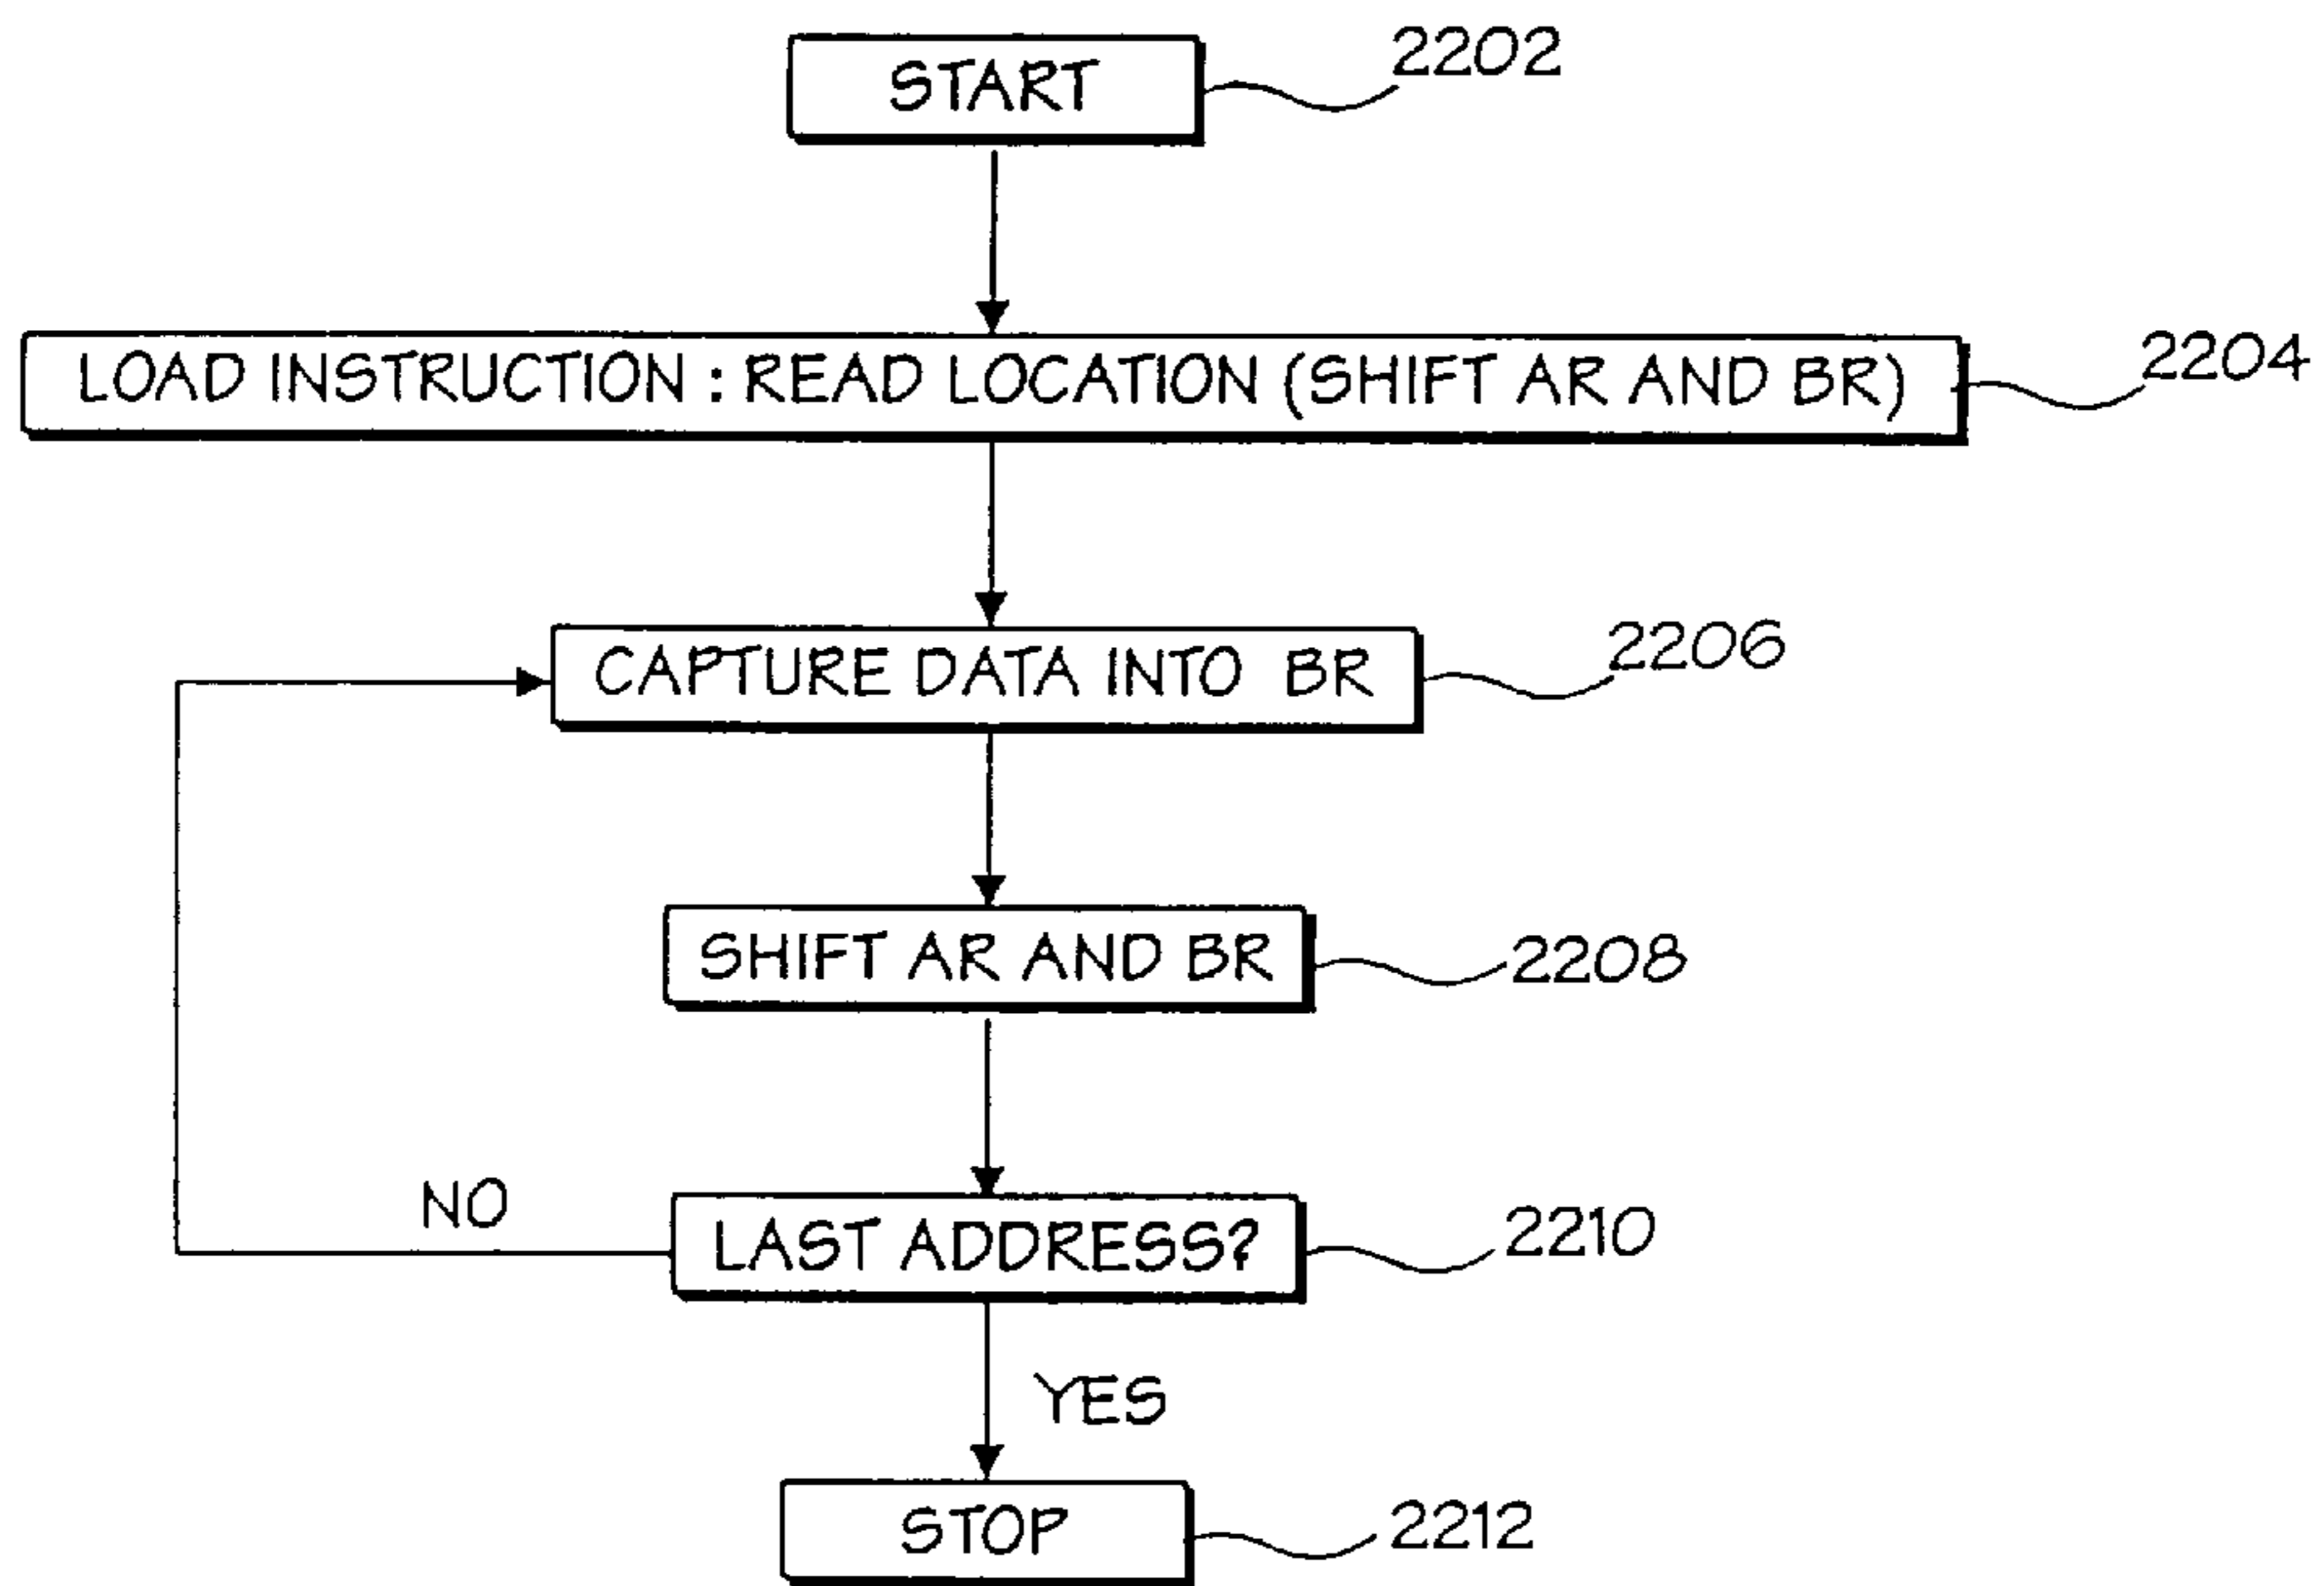 START
2202
LOAD INSTRUCTION : READ LOCATION (SHIFT AR AND BR)
2204
CAPTURE DATA INTO BR
2206
SHIFT AR AND BR
2208
NO
LAST ADDRESS?
2210
YES
STOP
2212